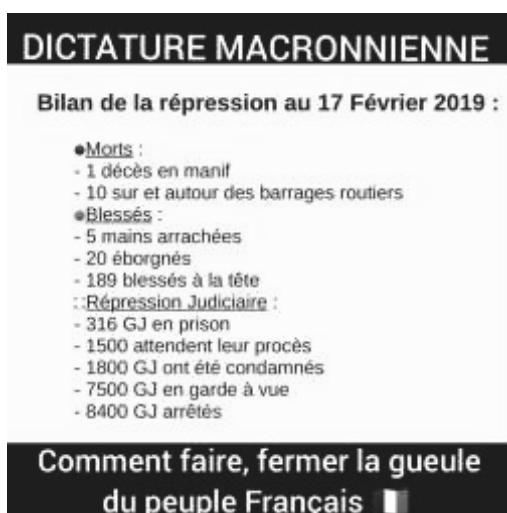 DICTATURE MACRONNIENNE
Bilan de la répression au 17 Février 2019 :
●Morts :
- 1 décès en manif
- 10 sur et autour des barrages routiers
●Blessés :
- 5 mains arrachées
- 20 éborgnés
- 189 blessés à la tête
::Répression Judiciaire :
- 316 GJ en prison
- 1500 attendent leur procès
- 1800 GJ ont été condamnés
- 7500 GJ en garde à vue
- 8400 GJ arrêtés
Comment faire, fermer la gueule
du peuple Français 🇫🇷